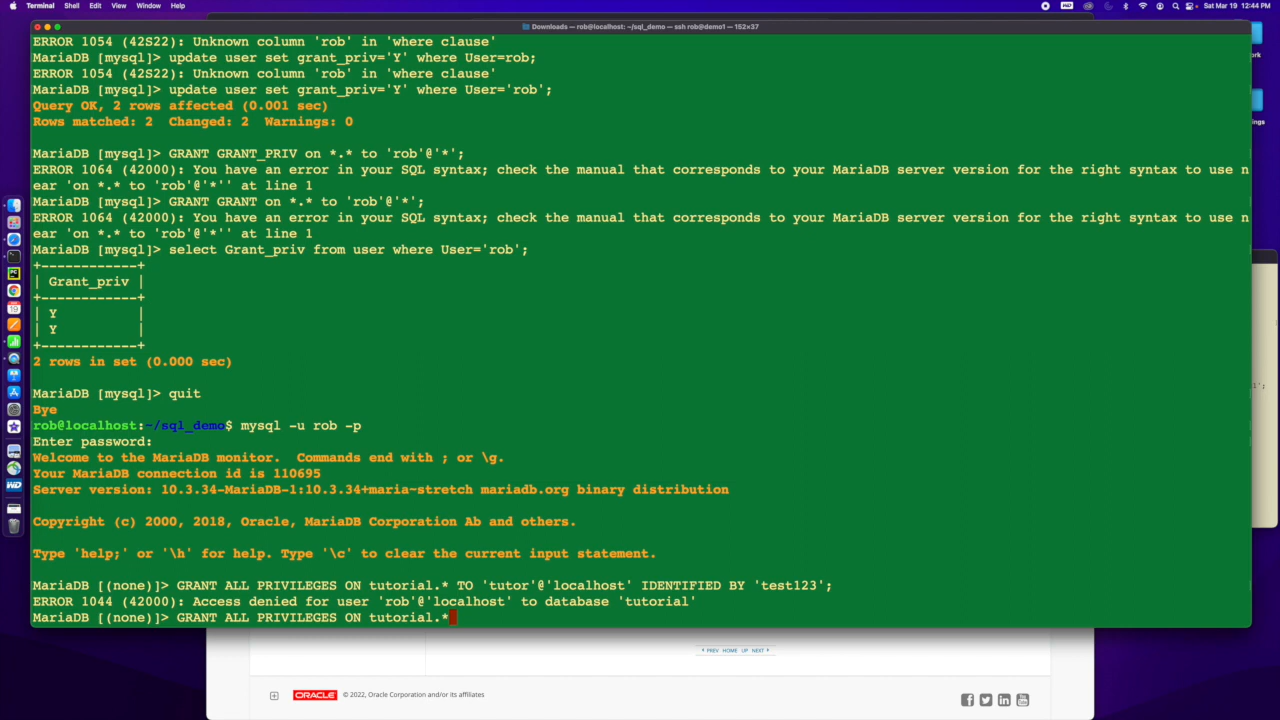 Terminal Shell Edit View Window Help
Sat Mar 19 12:44 PM
Downloads — rob@localhost: ~/sql_demo — ssh rob@demo1 — 152×37
ERROR 1054 (42S22): Unknown column 'rob' in 'where clause'
MariaDB [mysql]> update user set grant_priv='Y' where User=rob;
ERROR 1054 (42S22): Unknown column 'rob' in 'where clause'
MariaDB [mysql]> update user set grant_priv='Y' where User='rob';
Query OK, 2 rows affected (0.001 sec)
Rows matched: 2  Changed: 2  Warnings: 0
MariaDB [mysql]> GRANT GRANT_PRIV on *.* to 'rob'@'*';
ERROR 1064 (42000): You have an error in your SQL syntax; check the manual that corresponds to your MariaDB server version for the right syntax to use n
ear 'on *.* to 'rob'@'*'' at line 1
MariaDB [mysql]> GRANT GRANT on *.* to 'rob'@'*';
ERROR 1064 (42000): You have an error in your SQL syntax; check the manual that corresponds to your MariaDB server version for the right syntax to use n
ear 'on *.* to 'rob'@'*'' at line 1
MariaDB [mysql]> select Grant_priv from user where User='rob';
+------------+
| Grant_priv |
+------------+
| Y          |
| Y          |
+------------+
2 rows in set (0.000 sec)
MariaDB [mysql]> quit
Bye
rob@localhost:~/sql_demo$ mysql -u rob -p
Enter password:
Welcome to the MariaDB monitor.  Commands end with ; or \g.
Your MariaDB connection id is 110695
Server version: 10.3.34-MariaDB-1:10.3.34+maria~stretch mariadb.org binary distribution
Copyright (c) 2000, 2018, Oracle, MariaDB Corporation Ab and others.
Type 'help;' or '\h' for help. Type '\c' to clear the current input statement.
MariaDB [(none)]> GRANT ALL PRIVILEGES ON tutorial.* TO 'tutor'@'localhost' IDENTIFIED BY 'test123';
ERROR 1044 (42000): Access denied for user 'rob'@'localhost' to database 'tutorial'
MariaDB [(none)]> GRANT ALL PRIVILEGES ON tutorial.*
PREV HOME UP NEXT
ORACLE © 2022, Oracle Corporation and/or its affiliates